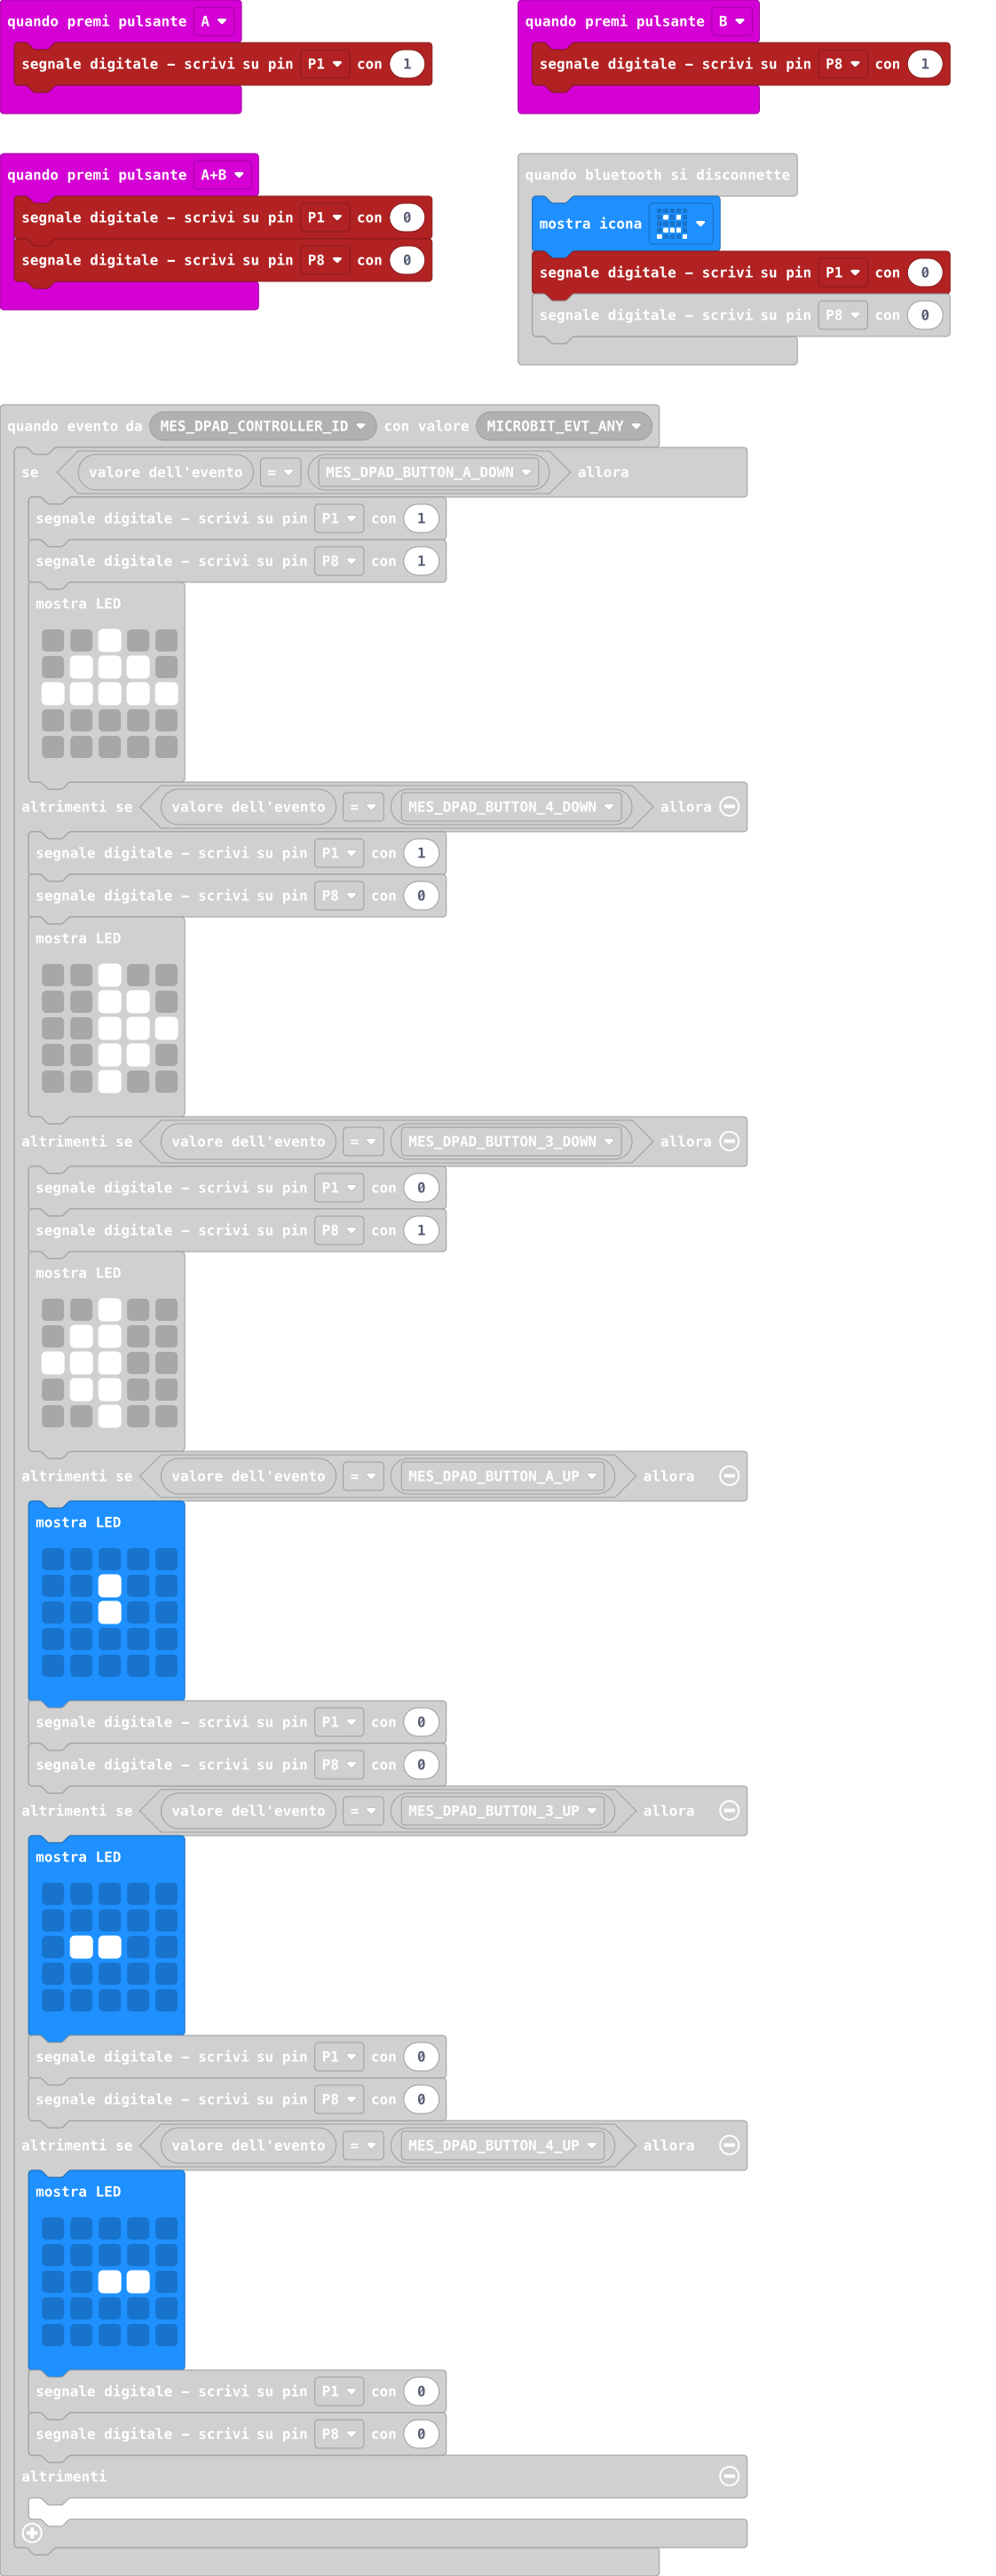 quando premi pulsante A
segnale digitale – scrivi su pin P1 con 1
quando premi pulsante B
segnale digitale – scrivi su pin P8 con 1
quando premi pulsante A+B
segnale digitale – scrivi su pin P1 con 0
segnale digitale – scrivi su pin P8 con 0
quando bluetooth si disconnette
mostra icona
segnale digitale – scrivi su pin P1 con 0
segnale digitale – scrivi su pin P8 con 0
quando evento da MES_DPAD_CONTROLLER_ID con valore MICROBIT_EVT_ANY
se valore dell'evento = MES_DPAD_BUTTON_A_DOWN allora
segnale digitale – scrivi su pin P1 con 1
segnale digitale – scrivi su pin P8 con 1
mostra LED
altrimenti se valore dell'evento = MES_DPAD_BUTTON_4_DOWN allora
segnale digitale – scrivi su pin P1 con 1
segnale digitale – scrivi su pin P8 con 0
mostra LED
altrimenti se valore dell'evento = MES_DPAD_BUTTON_3_DOWN allora
segnale digitale – scrivi su pin P1 con 0
segnale digitale – scrivi su pin P8 con 1
mostra LED
altrimenti se valore dell'evento = MES_DPAD_BUTTON_A_UP allora
mostra LED
segnale digitale – scrivi su pin P1 con 0
segnale digitale – scrivi su pin P8 con 0
altrimenti se valore dell'evento = MES_DPAD_BUTTON_3_UP allora
mostra LED
segnale digitale – scrivi su pin P1 con 0
segnale digitale – scrivi su pin P8 con 0
altrimenti se valore dell'evento = MES_DPAD_BUTTON_4_UP allora
mostra LED
segnale digitale – scrivi su pin P1 con 0
segnale digitale – scrivi su pin P8 con 0
altrimenti